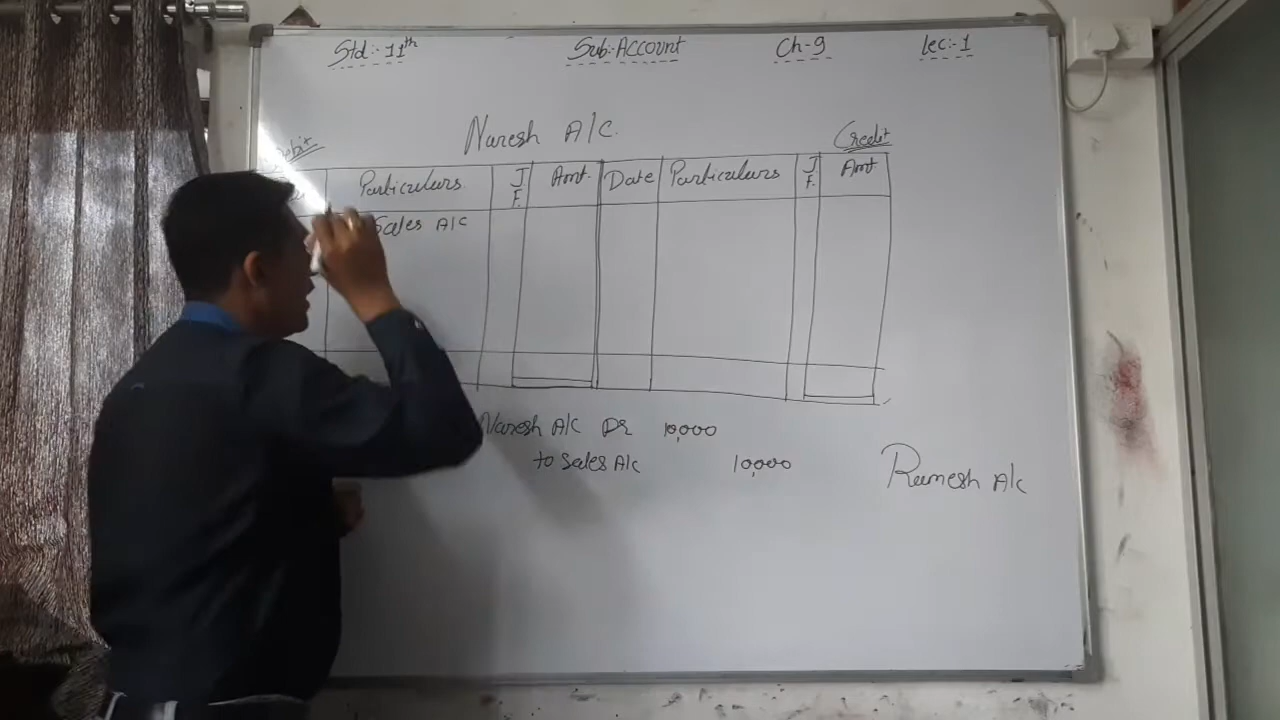 Std:- 11th Sub:- Account Ch-9 Lec:-1
Naresh A/C.
Debit Credit
Particulars J.F. Amt. Date Particulars J.F. Amt
Sales A/C
Naresh A/C Dr 10,000
to Sales A/C 10,000
Ramesh A/C